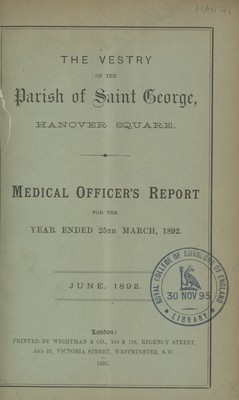 THE VESTRY
OF THE
Parish of Saint George,
HANOVER SQUARE.
MEDICAL OFFICER'S REPORT
FOR THE
YEAR ENDED 25TH MARCH, 1892.
JUNE, 1892.
ROYAL COLLEGE OF SURGEONS OF ENGLAND
30 NOV 95
LIBRARY
London:
PRINTED BY WIGHTMAN & CO., REGENCY STREET,
AND 31, VICTORIA STREET, WESTMINSTER, S.W.
1892.